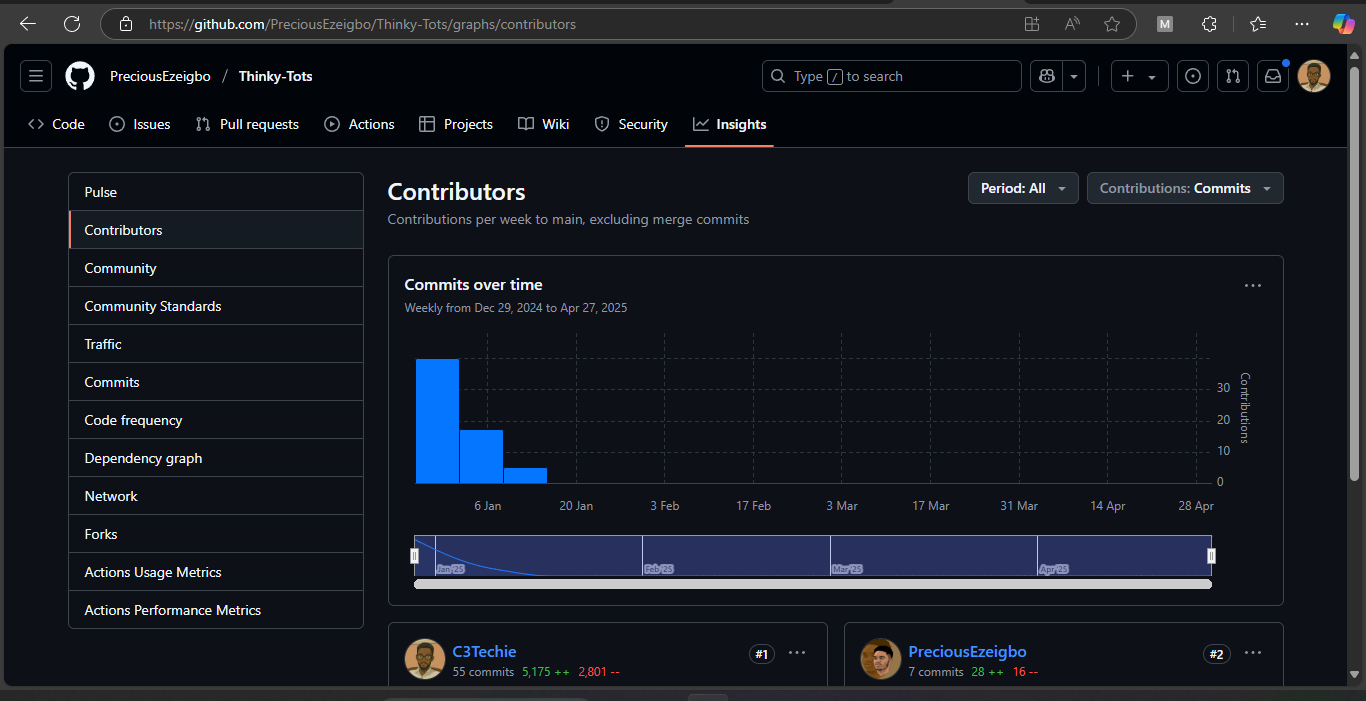 https://github.com/PreciousEzeigbo/Thinky-Tots/graphs/contributors
M
PreciousEzeigbo / Thinky-Tots
Type / to search
Code
Issues
Pull requests
Actions
Projects
Wiki
Security
Insights
Pulse
Contributors
Community
Community Standards
Traffic
Commits
Code frequency
Dependency graph
Network
Forks
Actions Usage Metrics
Actions Performance Metrics
Contributors
Contributions per week to main, excluding merge commits
Period: All
Contributions: Commits
Commits over time
Weekly from Dec 29, 2024 to Apr 27, 2025
30
20
10
0
Contributions
6 Jan
20 Jan
3 Feb
17 Feb
3 Mar
17 Mar
31 Mar
14 Apr
28 Apr
Jan '25
Feb '25
Mar '25
Apr '25
C3Techie
#1
55 commits 5,175 ++ 2,801 --
PreciousEzeigbo
#2
7 commits 28 ++ 16 --